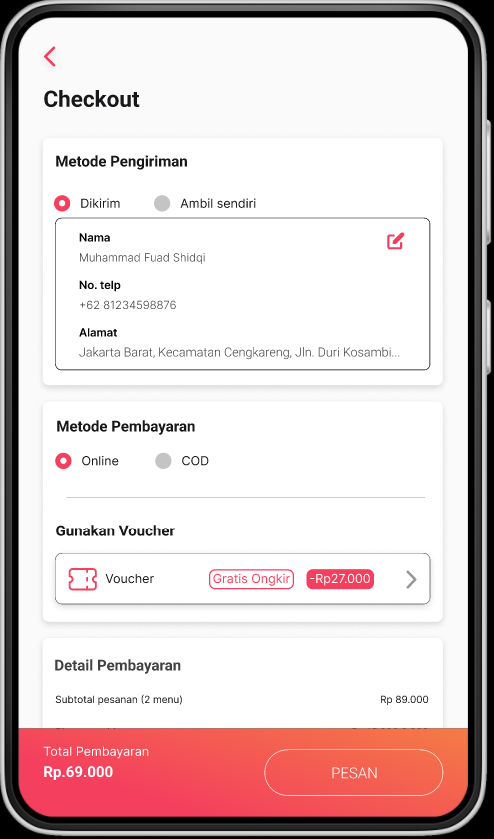 Checkout
Metode Pengiriman
Dikirim Ambil sendiri
Nama
Muhammad Fuad Shidqi
No. telp
+62 81234598876
Alamat
Jakarta Barat, Kecamatan Cengkareng, Jln. Duri Kosambi...
Metode Pembayaran
Online COD
Gunakan Voucher
Voucher Gratis Ongkir -Rp27.000
Detail Pembayaran
Subtotal pesanan (2 menu) Rp 89.000
Total Pembayaran
Rp.69.000
PESAN